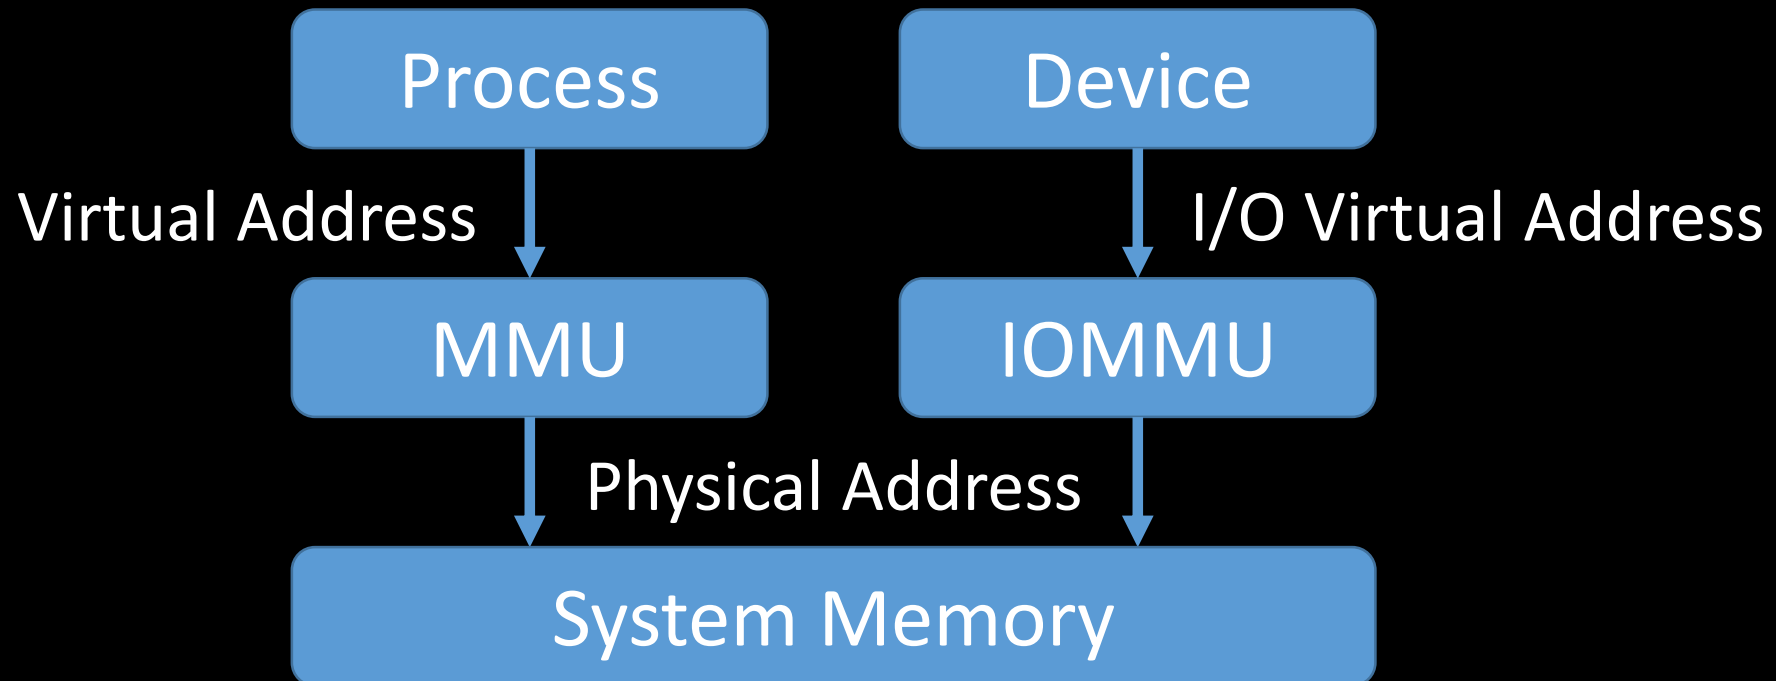 Process
Device
Virtual Address
I/O Virtual Address
MMU
IOMMU
Physical Address
System Memory